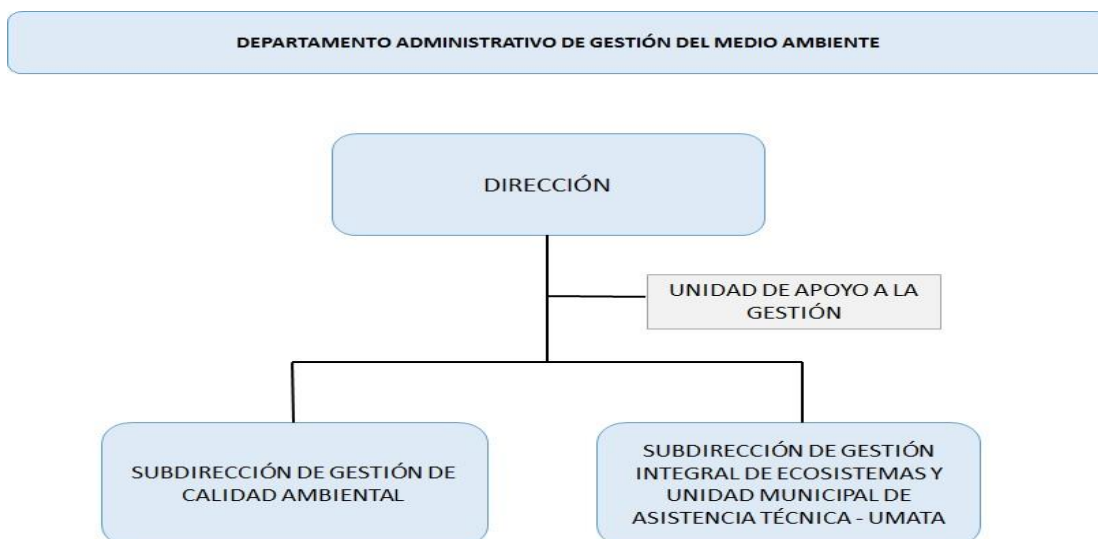 DEPARTAMENTO ADMINISTRATIVO DE GESTIÓN DEL MEDIO AMBIENTE
DIRECCIÓN
UNIDAD DE APOYO A LA
GESTIÓN
SUBDIRECCIÓN DE GESTIÓN DE
CALIDAD AMBIENTAL
SUBDIRECCIÓN DE GESTIÓN
INTEGRAL DE ECOSISTEMAS Y
UNIDAD MUNICIPAL DE
ASISTENCIA TÉCNICA - UMATA